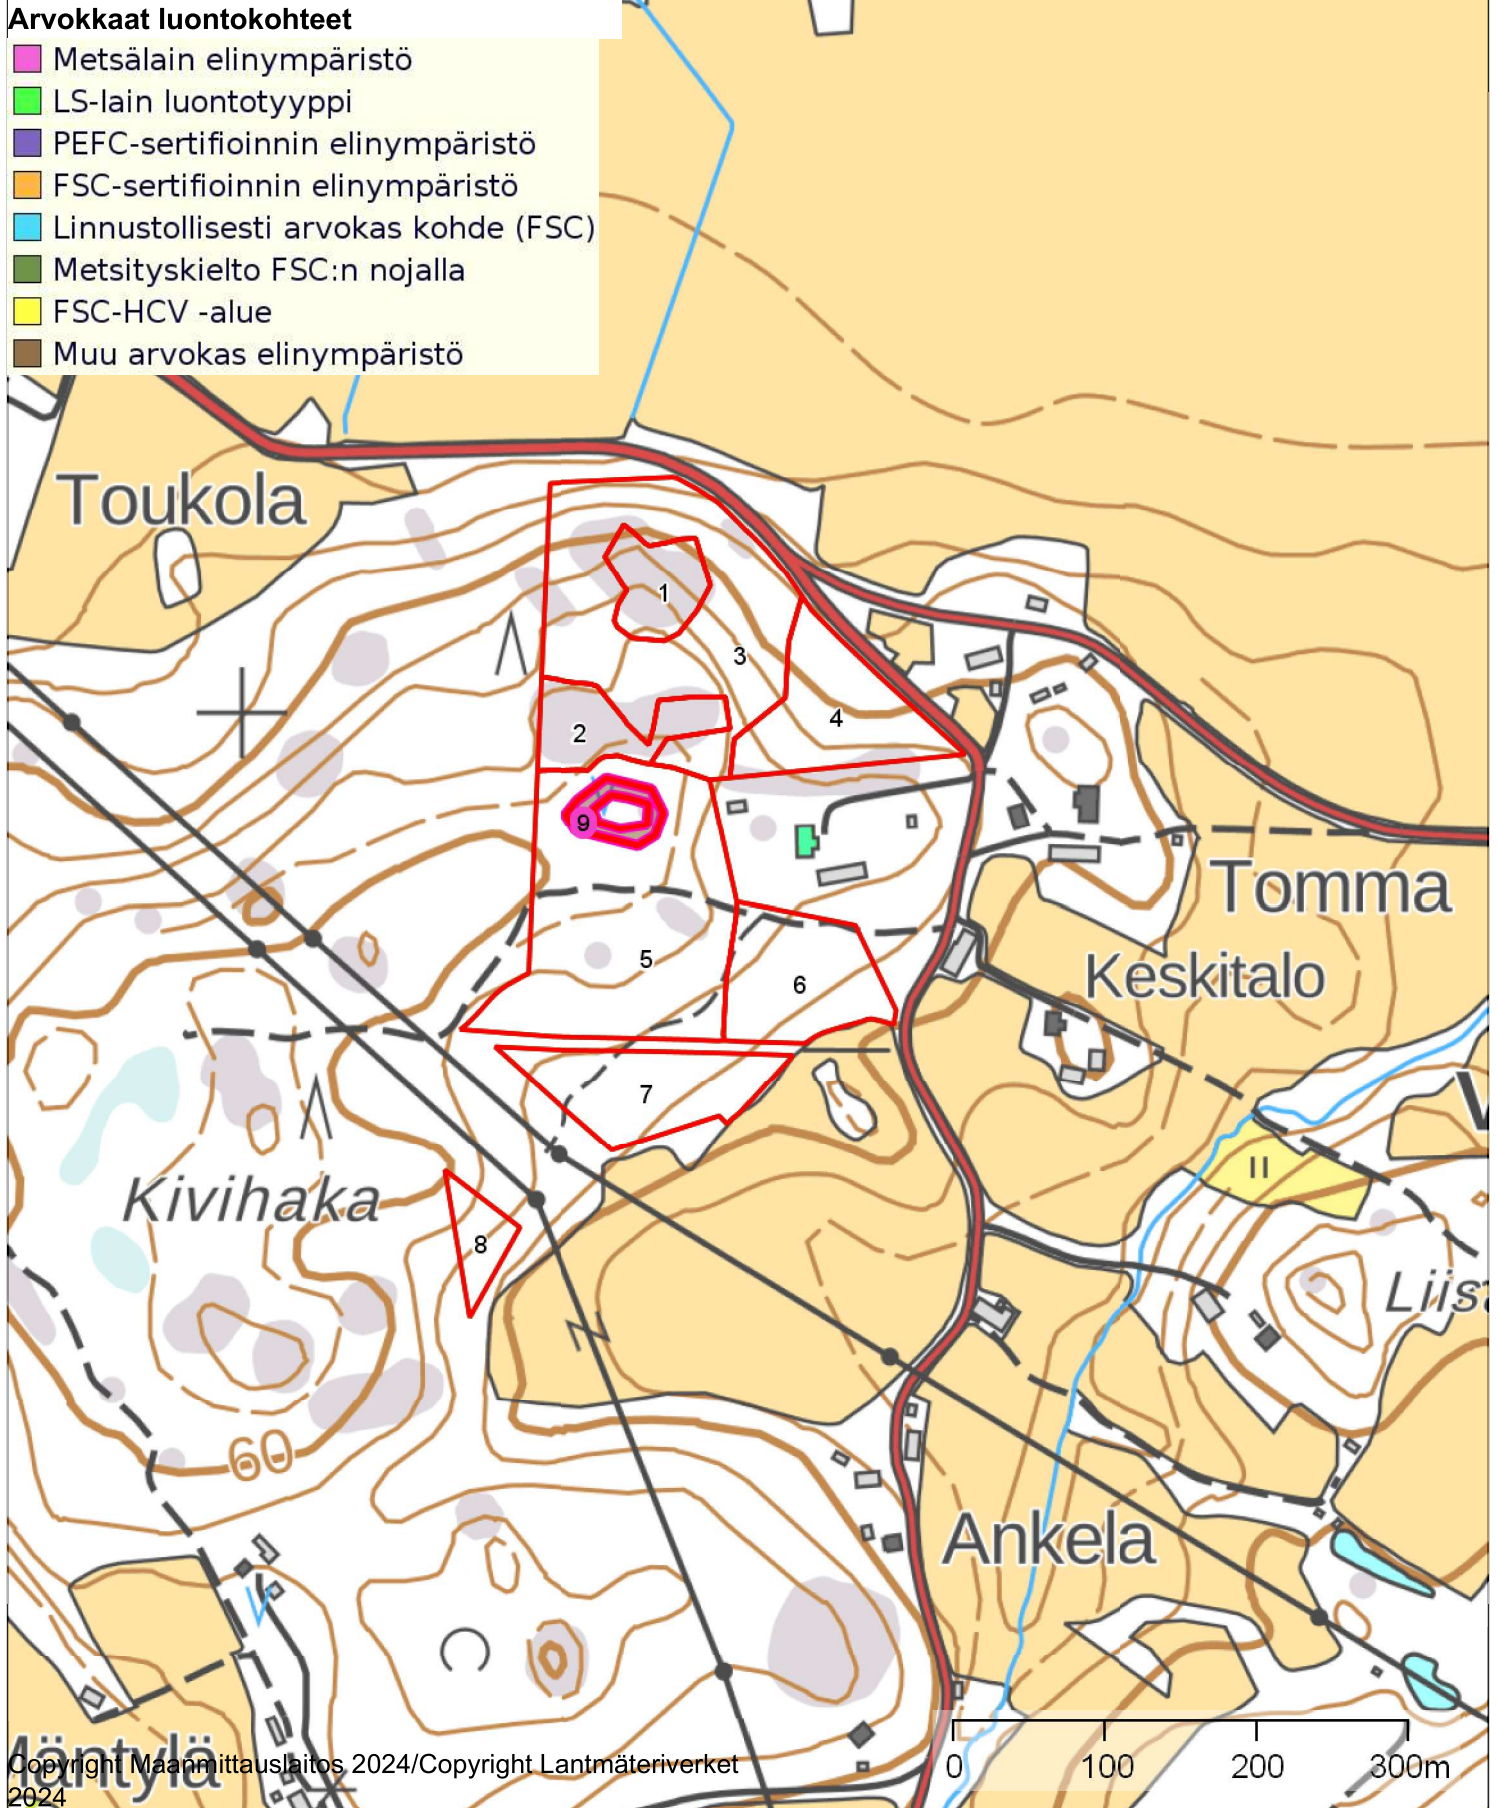 Arvokkaat luontokohteet
Metsälain elinympäristö
LS-lain luontotyyppi
PEFC-sertifioinnin elinympäristö
FSC-sertifioinnin elinympäristö
Linnustollisesti arvokas kohde (FSC)
Metsityskielto FSC:n nojalla
FSC-HCV -alue
Muu arvokas elinympäristö
Toukola
1
3
2
4
9
Tomma
5
6
Keskitalo
7
Kivihaka
8
60
Ankela
0 100 200 300m
Mäntylä
Copyright Maanmittauslaitos 2024/Copyright Lantmäteriverket
2024